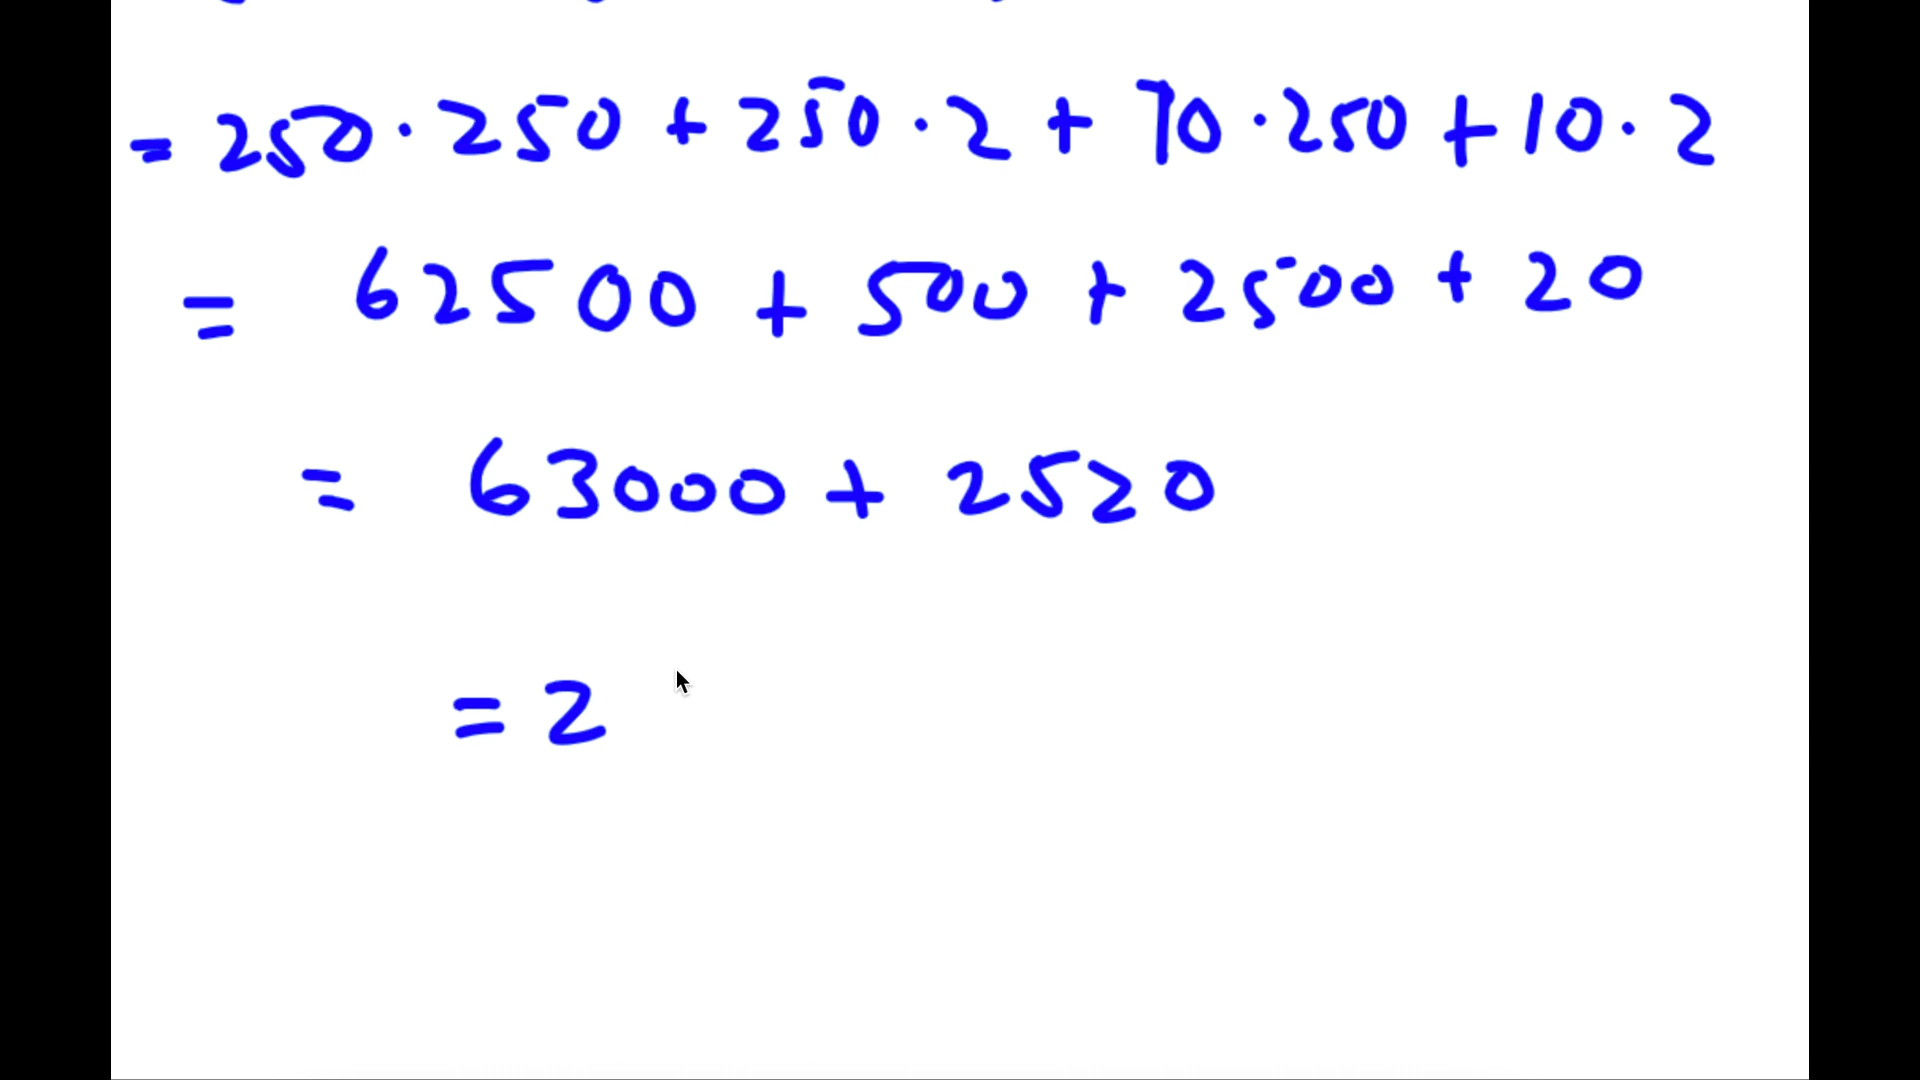 = 250 · 250 + 250 · 2 + 10 · 250 + 10 · 2
= 62500 + 500 + 2500 + 20
= 63000 + 2520
= 2